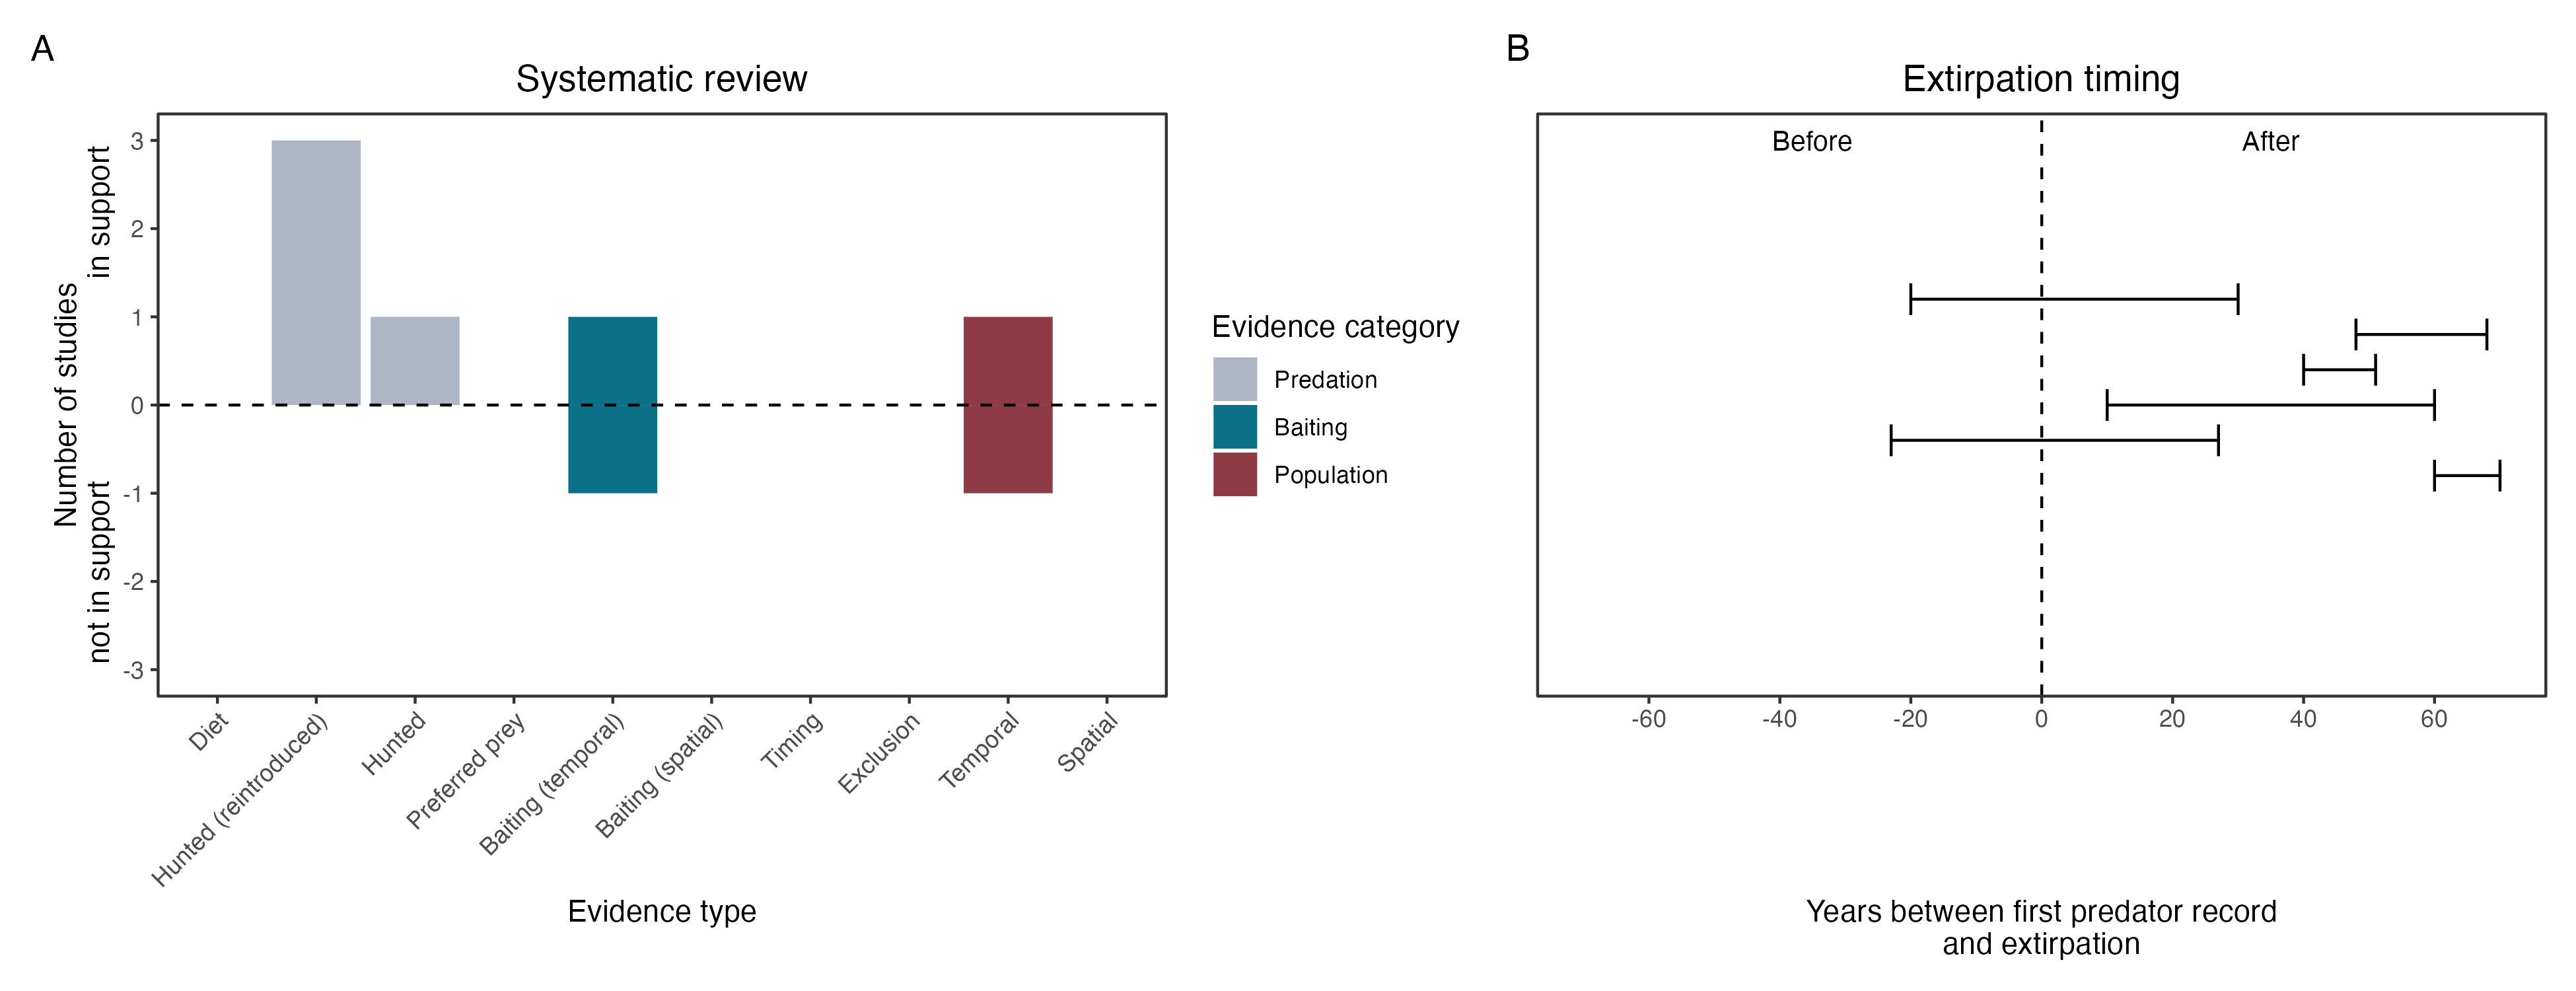 A
Systematic review
Number of studies
in support
not in support
3
2
1
0
-1
-2
-3
Diet
Hunted (reintroduced)
Hunted
Preferred prey
Baiting (temporal)
Baiting (spatial)
Timing
Exclusion
Temporal
Spatial
Evidence type
Evidence category
Predation
Baiting
Population
B
Extirpation timing
Before
After
-60
-40
-20
0
20
40
60
Years between first predator record
and extirpation